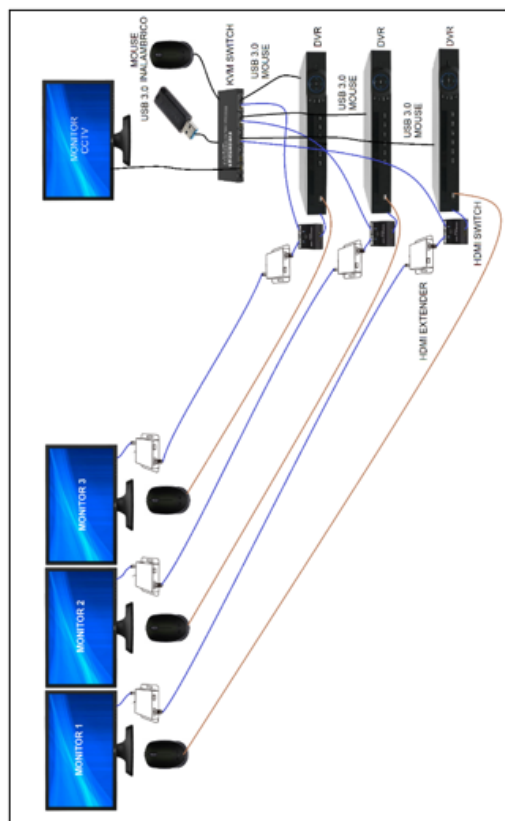 MONITOR 1
MONITOR 2
MONITOR 3
MONITOR
CCTV
MOUSE
INALAMBRICO
USB 3.0
KVM SWITCH
USB 3.0
MOUSE
USB 3.0
MOUSE
USB 3.0
MOUSE
DVR
DVR
DVR
HDMI EXTENDER
HDMI SWITCH